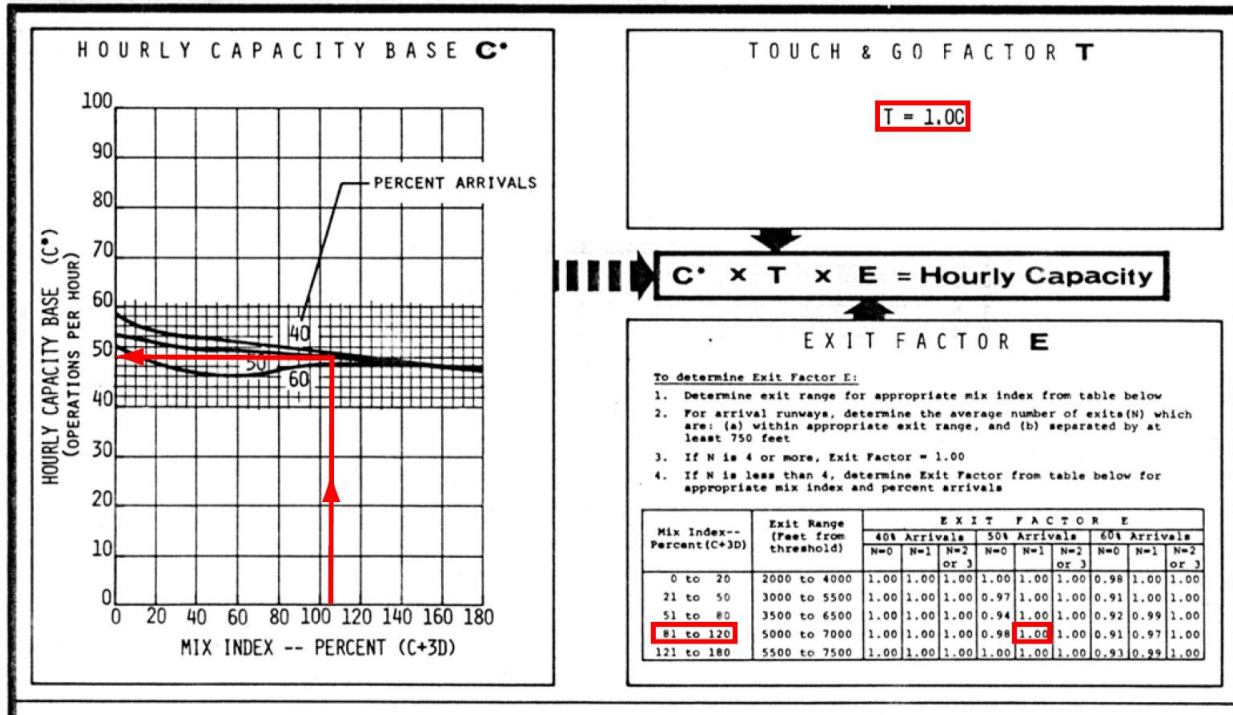 HOURLY CAPACITY BASE C*
100
90
80
70
60
50
40
30
20
10
0
HOURLY CAPACITY BASE (C*)
(OPERATIONS PER HOUR)
PERCENT ARRIVALS
40
50
60
0 20 40 60 80 100 120 140 160 180
MIX INDEX -- PERCENT (C+3D)
TOUCH & GO FACTOR T
T = 1.00
C* x T x E = Hourly Capacity
EXIT FACTOR E
To determine Exit Factor E:
1. Determine exit range for appropriate mix index from table below
2. For arrival runways, determine the average number of exits(N) which
are: (a) within appropriate exit range, and (b) separated by at
least 750 feet
3. If N is 4 or more, Exit Factor = 1.00
4. If N is less than 4, determine Exit Factor from table below for
appropriate mix index and percent arrivals
Mix Index--
Percent(C+3D)
Exit Range
(Feet from
threshold)
EXIT FACTOR E
40% Arrivals 50% Arrivals 60% Arrivals
N=0 N=1 N=2 or 3 N=0 N=1 N=2 or 3 N=0 N=1 N=2 or 3
0 to 20 2000 to 4000 1.00 1.00 1.00 1.00 1.00 1.00 0.98 1.00 1.00
21 to 50 3000 to 5500 1.00 1.00 1.00 0.97 1.00 1.00 0.91 1.00 1.00
51 to 80 3500 to 6500 1.00 1.00 1.00 0.94 1.00 1.00 0.92 0.99 1.00
81 to 120 5000 to 7000 1.00 1.00 1.00 0.98 1.00 1.00 0.91 0.97 1.00
121 to 180 5500 to 7500 1.00 1.00 1.00 1.00 1.00 1.00 0.93 0.99 1.00